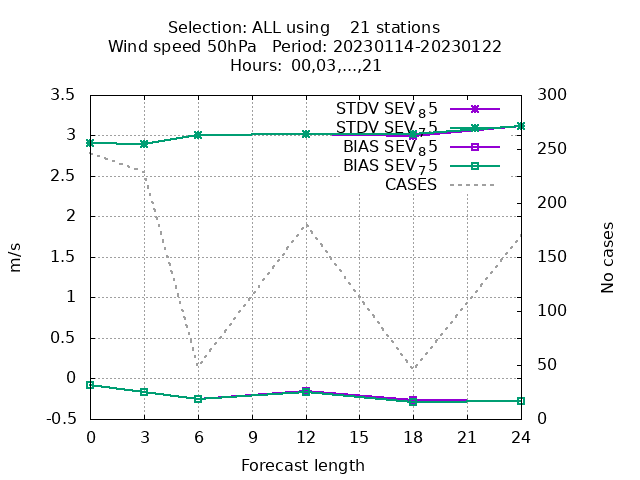 Selection: ALL using    21 stations
Wind speed 50hPa   Period: 20230114-20230122
Hours:  00,03,...,21
3.5
3
2.5
2
1.5
1
0.5
0
-0.5
m/s
STDV SEV85
STDV SEV75
BIAS SEV85
BIAS SEV75
CASES
300
250
200
150
100
50
0
No cases
0 3 6 9 12 15 18 21 24
Forecast length